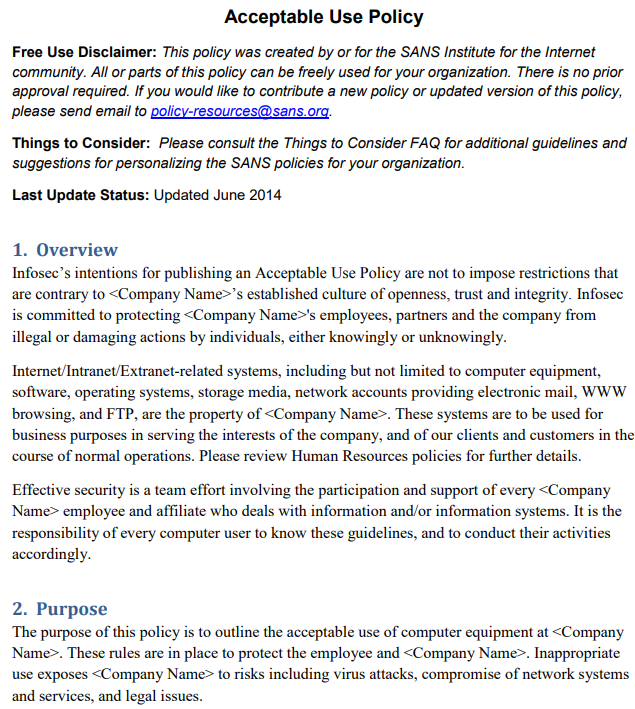 Acceptable Use Policy
Free Use Disclaimer: This policy was created by or for the SANS Institute for the Internet
community. All or parts of this policy can be freely used for your organization. There is no prior
approval required. If you would like to contribute a new policy or updated version of this policy,
please send email to policy-resources@sans.org.
Things to Consider: Please consult the Things to Consider FAQ for additional guidelines and
suggestions for personalizing the SANS policies for your organization.
Last Update Status: Updated June 2014
1. Overview
Infosec’s intentions for publishing an Acceptable Use Policy are not to impose restrictions that
are contrary to <Company Name>’s established culture of openness, trust and integrity. Infosec
is committed to protecting <Company Name>'s employees, partners and the company from
illegal or damaging actions by individuals, either knowingly or unknowingly.
Internet/Intranet/Extranet-related systems, including but not limited to computer equipment,
software, operating systems, storage media, network accounts providing electronic mail, WWW
browsing, and FTP, are the property of <Company Name>. These systems are to be used for
business purposes in serving the interests of the company, and of our clients and customers in the
course of normal operations. Please review Human Resources policies for further details.
Effective security is a team effort involving the participation and support of every <Company
Name> employee and affiliate who deals with information and/or information systems. It is the
responsibility of every computer user to know these guidelines, and to conduct their activities
accordingly.
2. Purpose
The purpose of this policy is to outline the acceptable use of computer equipment at <Company
Name>. These rules are in place to protect the employee and <Company Name>. Inappropriate
use exposes <Company Name> to risks including virus attacks, compromise of network systems
and services, and legal issues.